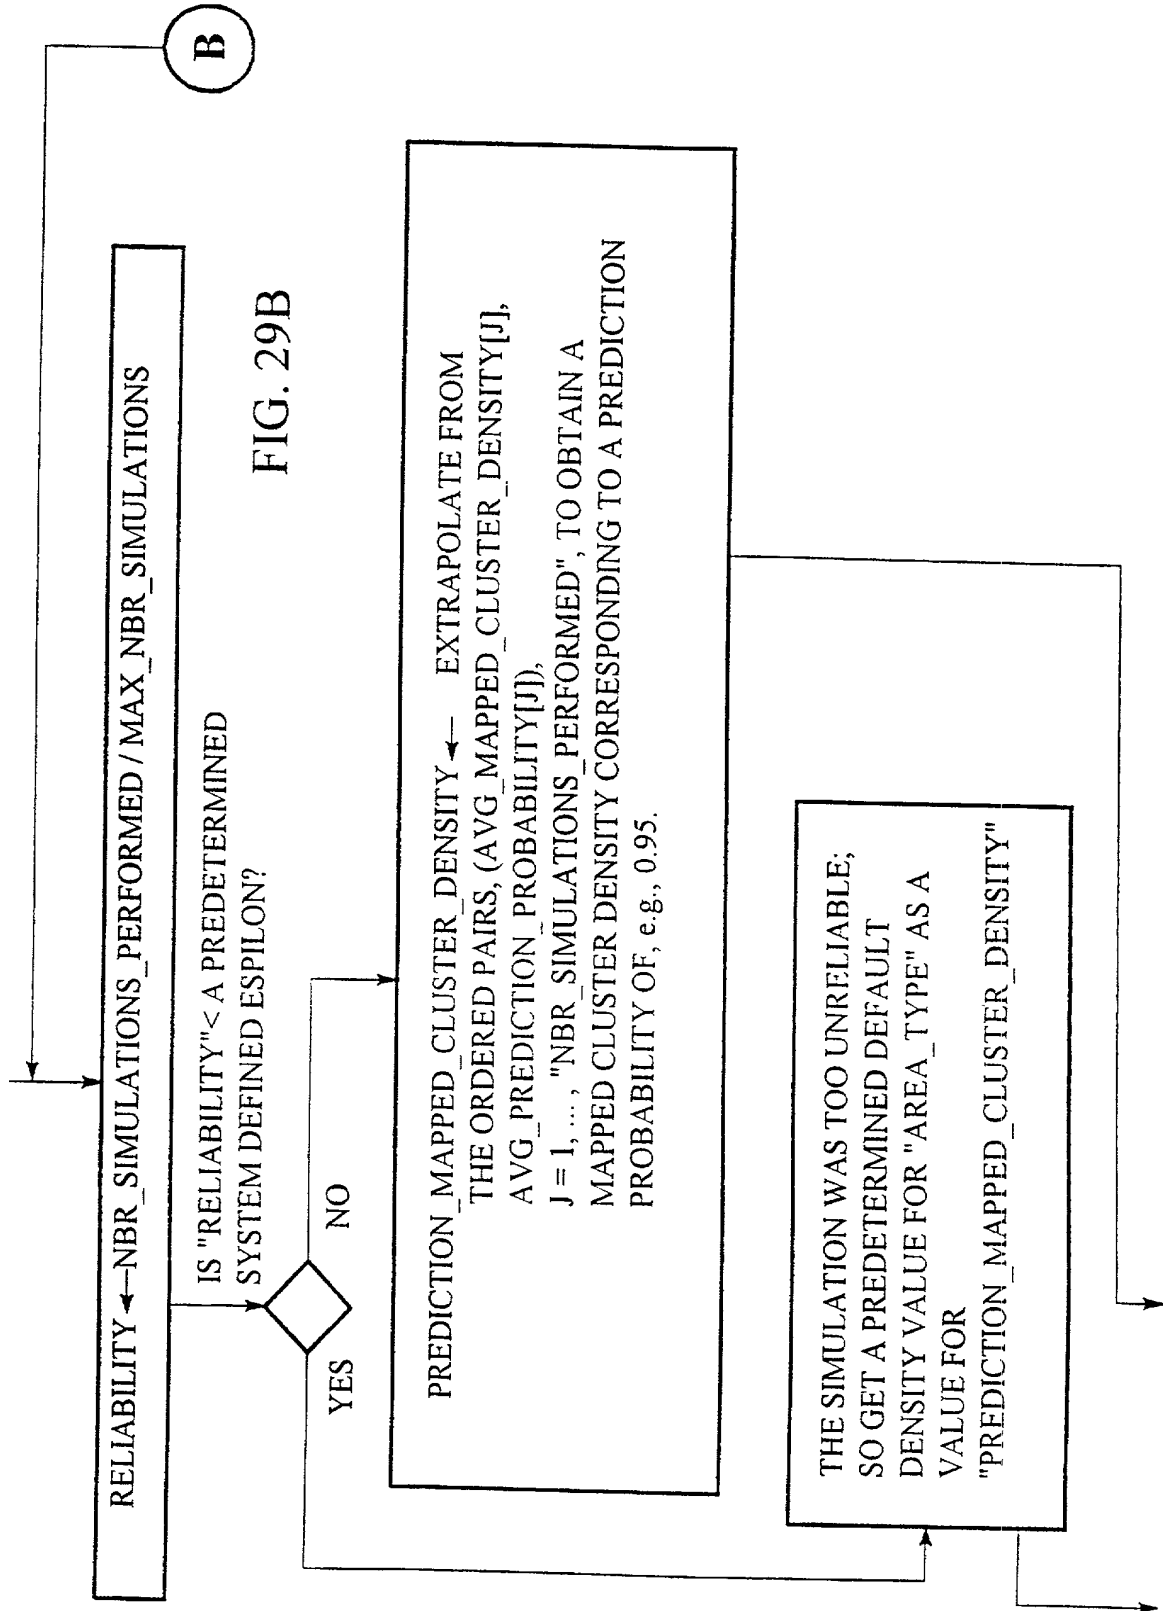 B
RELIABILITY ←NBR_SIMULATIONS_PERFORMED / MAX_NBR_SIMULATIONS
IS "RELIABILITY"< A PREDETERMINED
SYSTEM DEFINED ESPILON?
FIG. 29B
YES
NO
PREDICTION_MAPPED_CLUSTER_DENSITY ← EXTRAPOLATE FROM
THE ORDERED PAIRS, (AVG_MAPPED_CLUSTER_DENSITY[J],
AVG_PREDICTION_PROBABILITY[J]),
J = 1, ... , "NBR_SIMULATIONS_PERFORMED", TO OBTAIN A
MAPPED CLUSTER DENSITY CORRESPONDING TO A PREDICTION
PROBABILITY OF, e.g., 0.95.
THE SIMULATION WAS TOO UNRELIABLE;
SO GET A PREDETERMINED DEFAULT
DENSITY VALUE FOR "AREA_TYPE" AS A
VALUE FOR
"PREDICTION_MAPPED_CLUSTER_DENSITY"